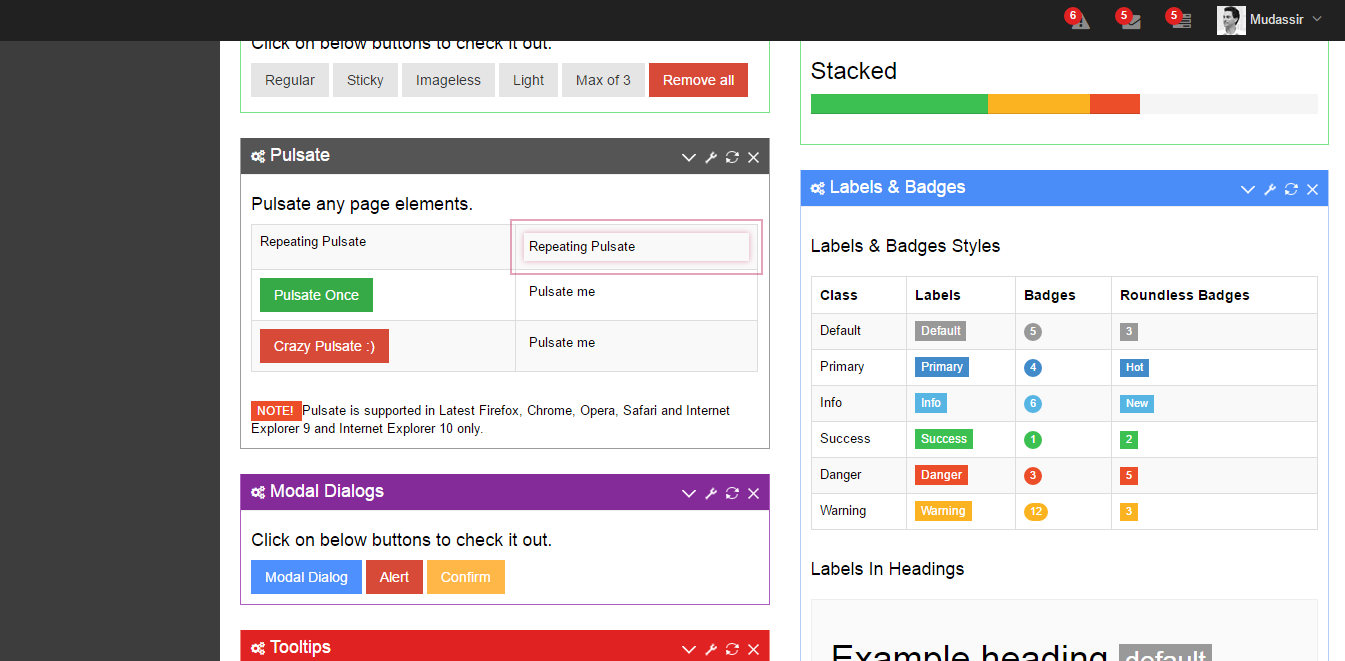 6
5
5
Mudassir
Click on below buttons to check it out.
Regular Sticky Imageless Light Max of 3 Remove all
Pulsate
Pulsate any page elements.
Repeating Pulsate Repeating Pulsate
Pulsate Once Pulsate me
Crazy Pulsate :) Pulsate me
NOTE! Pulsate is supported in Latest Firefox, Chrome, Opera, Safari and Internet
Explorer 9 and Internet Explorer 10 only.
Modal Dialogs
Click on below buttons to check it out.
Modal Dialog Alert Confirm
Tooltips
Stacked
Labels & Badges
Labels & Badges Styles
Class Labels Badges Roundless Badges
Default Default 5 3
Primary Primary 4 Hot
Info Info 6 New
Success Success 1 2
Danger Danger 3 5
Warning Warning 12 3
Labels In Headings
Example heading default